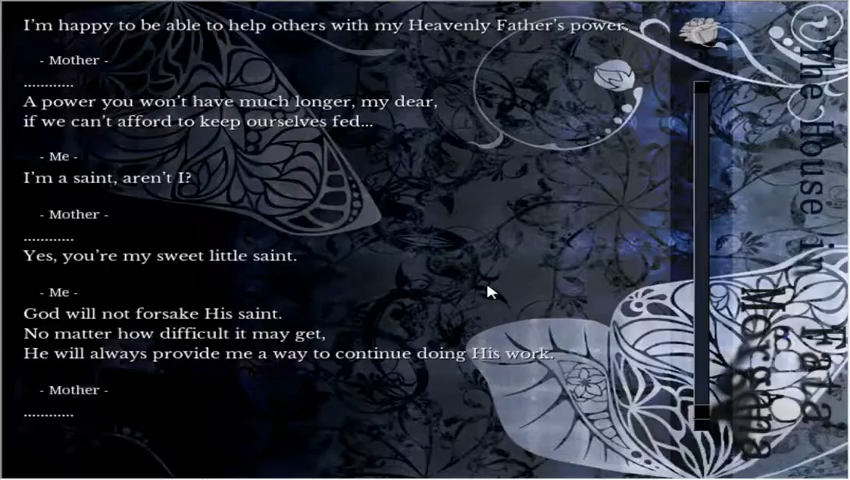 I'm happy to be able to help others with my Heavenly Father's power.
- Mother -
............
A power you won't have much longer, my dear,
if we can't afford to keep ourselves fed...
- Me -
I'm a saint, aren't I?
- Mother -
............
Yes, you're my sweet little saint.
- Me -
God will not forsake His saint.
No matter how difficult it may get,
He will always provide me a way to continue doing His work.
- Mother -
............
The House in
Fata
Morgana